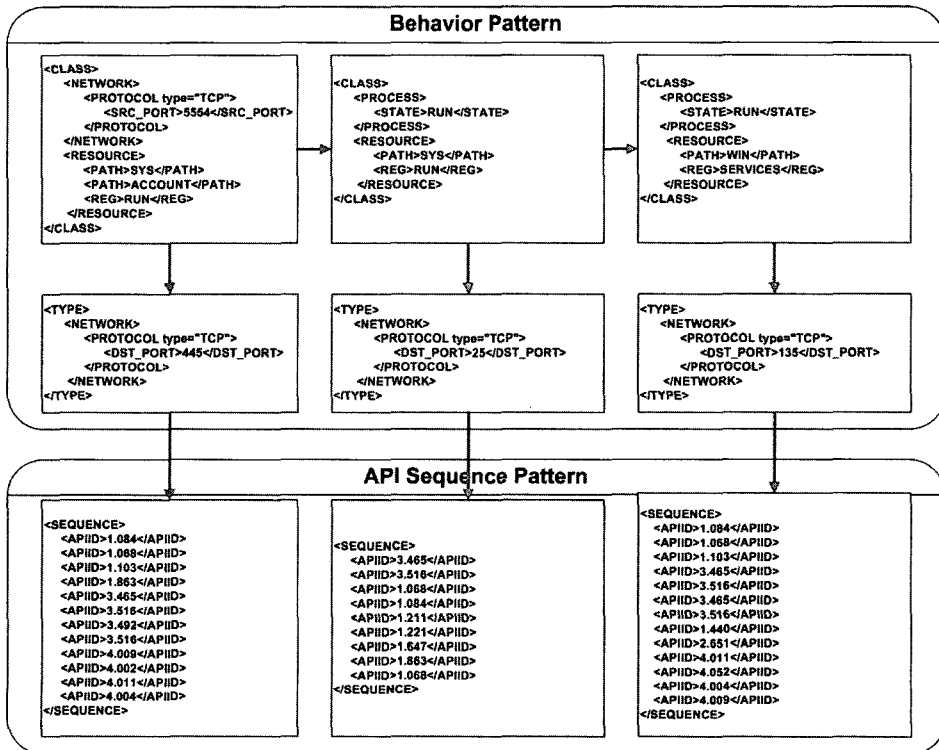 Behavior Pattern
<CLASS>
<NETWORK>
<PROTOCOL type="TCP">
<SRC_PORT>5554</SRC_PORT>
</PROTOCOL>
</NETWORK>
<RESOURCE>
<PATH>SYS</PATH>
<PATH>ACCOUNT</PATH>
<REG>RUN</REG>
</RESOURCE>
</CLASS>
<CLASS>
<PROCESS>
<STATE>RUN</STATE>
</PROCESS>
<RESOURCE>
<PATH>SYS</PATH>
<REG>RUN</REG>
</RESOURCE>
</CLASS>
<CLASS>
<PROCESS>
<STATE>RUN</STATE>
</PROCESS>
<RESOURCE>
<PATH>WIN</PATH>
<REG>SERVICES</REG>
</RESOURCE>
</CLASS>
<TYPE>
<NETWORK>
<PROTOCOL type="TCP">
<DST_PORT>445</DST_PORT>
</PROTOCOL>
</NETWORK>
</TYPE>
<TYPE>
<NETWORK>
<PROTOCOL type="TCP">
<DST_PORT>25</DST_PORT>
</PROTOCOL>
</NETWORK>
</TYPE>
<TYPE>
<NETWORK>
<PROTOCOL type="TCP">
<DST_PORT>135</DST_PORT>
</PROTOCOL>
</NETWORK>
</TYPE>
API Sequence Pattern
<SEQUENCE>
<APIID>1.084</APIID>
<APIID>1.068</APIID>
<APIID>1.103</APIID>
<APIID>1.863</APIID>
<APIID>3.465</APIID>
<APIID>3.516</APIID>
<APIID>3.492</APIID>
<APIID>3.516</APIID>
<APIID>4.009</APIID>
<APIID>4.002</APIID>
<APIID>4.011</APIID>
<APIID>4.004</APIID>
</SEQUENCE>
<SEQUENCE>
<APIID>3.465</APIID>
<APIID>3.516</APIID>
<APIID>1.068</APIID>
<APIID>1.084</APIID>
<APIID>1.211</APIID>
<APIID>1.221</APIID>
<APIID>1.647</APIID>
<APIID>1.863</APIID>
<APIID>1.068</APIID>
</SEQUENCE>
<SEQUENCE>
<APIID>1.084</APIID>
<APIID>1.068</APIID>
<APIID>1.103</APIID>
<APIID>3.465</APIID>
<APIID>3.516</APIID>
<APIID>3.465</APIID>
<APIID>3.516</APIID>
<APIID>1.440</APIID>
<APIID>2.651</APIID>
<APIID>4.011</APIID>
<APIID>4.052</APIID>
<APIID>4.004</APIID>
<APIID>4.009</APIID>
</SEQUENCE>